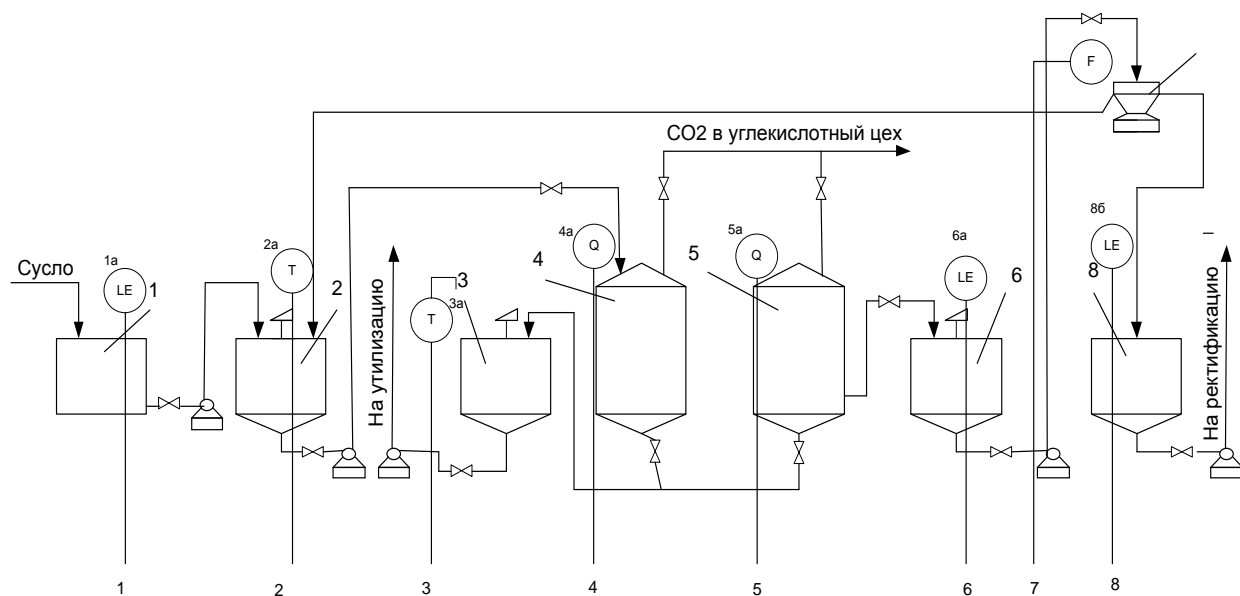 F
CO2 в углекислотный цех
Сусло
1а
LE
1
2а
T
2
На утилизацию
T
3а
3
4а
Q
4
5
5а
Q
6а
LE
6
8б
LE
8
На ректификацию
–
1
2
3
4
5
6
7
8